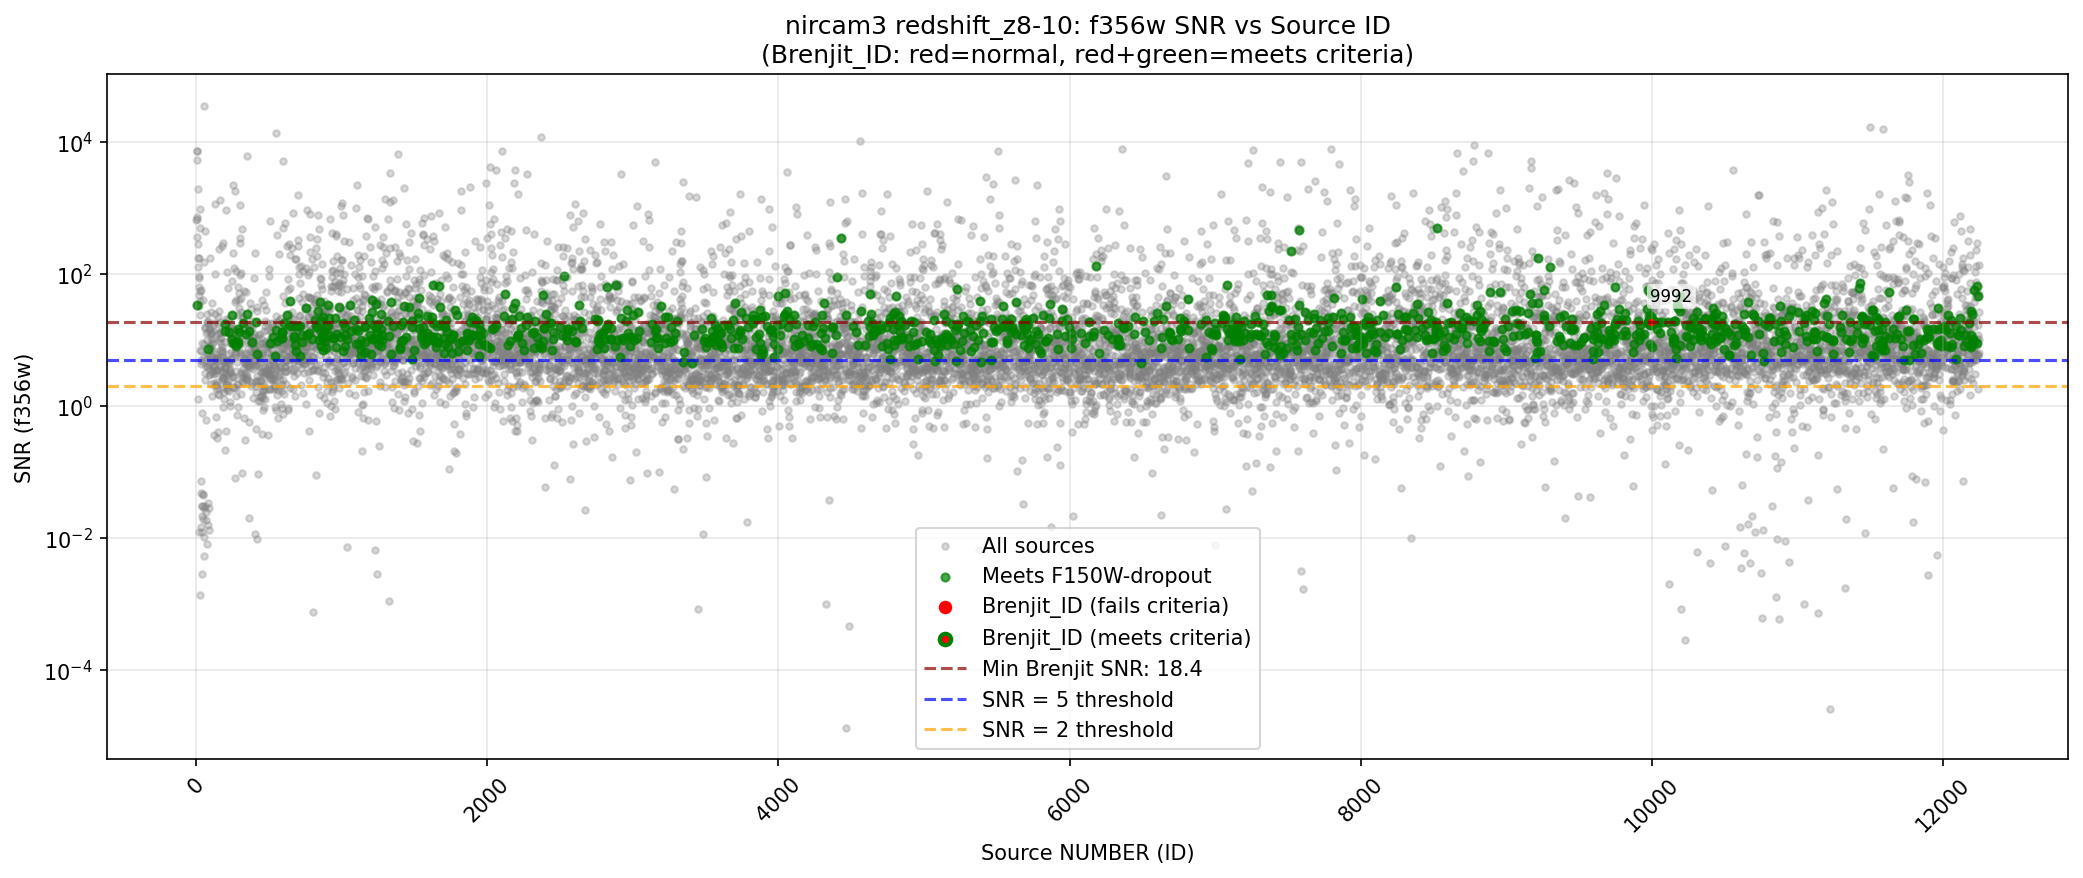 nircam3 redshift_z8-10: f356w SNR vs Source ID
(Brenjit_ID: red=normal, red+green=meets criteria)
SNR (f356w)
10^4
10^2
10^0
10^-2
10^-4
9992
All sources
Meets F150W-dropout
Brenjit_ID (fails criteria)
Brenjit_ID (meets criteria)
Min Brenjit SNR: 18.4
SNR = 5 threshold
SNR = 2 threshold
0
2000
4000
6000
8000
10000
12000
Source NUMBER (ID)